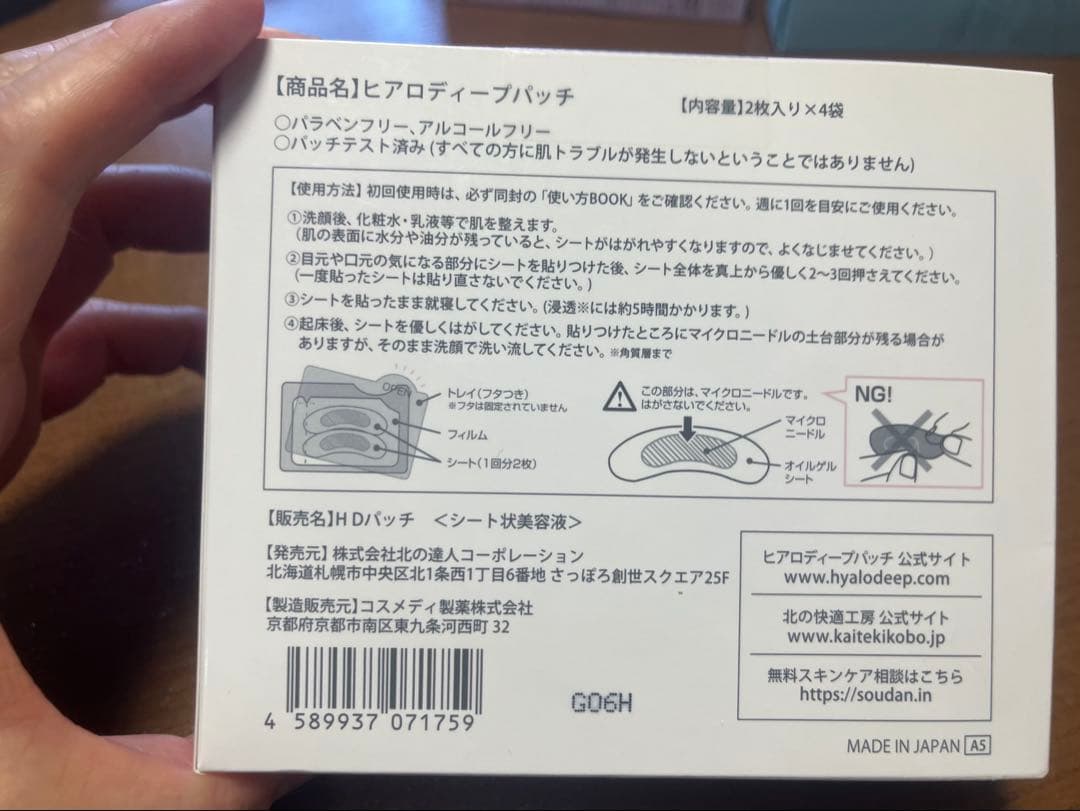 【商品名】ヒアロディープパッチ
【内容量】2枚入り×4袋
○パラベンフリー、アルコールフリー
○パッチテスト済み(すべての方に肌トラブルが発生しないということではありません)
【使用方法】初回使用時は、必ず同封の「使い方BOOK」をご確認ください。週に1回を目安にご使用ください。
①洗顔後、化粧水・乳液等で肌を整えます。
(肌の表面に水分や油分が残っていると、シートがはがれやすくなりますので、よくなじませてください。)
②目元や口元の気になる部分にシートを貼りつけた後、シート全体を真上から優しく2〜3回押さえてください。
(一度貼ったシートは貼り直さないでください。)
③シートを貼ったまま就寝してください。(浸透※には約5時間かかります。)
④起床後、シートを優しくはがしてください。貼りつけたところにマイクロニードルの土台部分が残る場合が
ありますが、そのまま洗顔で洗い流してください。※角質層まで
OPEN
トレイ(フタつき)
※フタは固定されていません
フィルム
シート(1回分2枚)
この部分は、マイクロニードルです。
はがさないでください。
マイクロ
ニードル
オイルゲル
シート
NG!
【販売名】HDパッチ <シート状美容液>
【発売元】株式会社北の達人コーポレーション
北海道札幌市中央区北1条西1丁目6番地 さっぽろ創世スクエア25F
【製造販売元】コスメディ製薬株式会社
京都府京都市南区東九条河西町 32
4 589937 071759
G06H
ヒアロディープパッチ 公式サイト
www.hyalodeep.com
北の快適工房 公式サイト
www.kaitekikobo.jp
無料スキンケア相談はこちら
https://soudan.in
MADE IN JAPAN A5